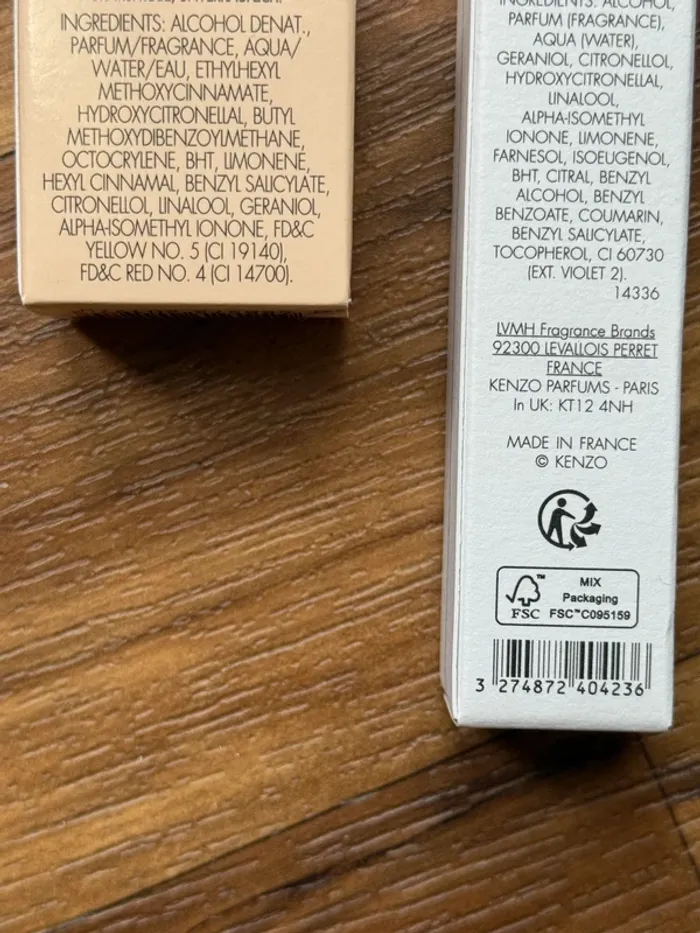 INGREDIENTS: ALCOHOL DENAT.,
PARFUM/FRAGRANCE, AQUA/
WATER/EAU, ETHYLHEXYL
METHOXYCINNAMATE,
HYDROXYCITRONELLAL, BUTYL
METHOXYDIBENZOYLMETHANE,
OCTOCRYLENE, BHT, LIMONENE,
HEXYL CINNAMAL, BENZYL SALICYLATE,
CITRONELLOL, LINALOOL, GERANIOL,
ALPHA-ISOMETHYL IONONE, FD&C
YELLOW NO. 5 (CI 19140),
FD&C RED NO. 4 (CI 14700).
INGREDIENTS: ALCOHOL,
PARFUM (FRAGRANCE),
AQUA (WATER),
GERANIOL, CITRONELLOL,
HYDROXYCITRONELLAL,
LINALOOL,
ALPHA-ISOMETHYL
IONONE, LIMONENE,
FARNESOL, ISOEUGENOL,
BHT, CITRAL, BENZYL
ALCOHOL, BENZYL
BENZOATE, COUMARIN,
BENZYL SALICYLATE,
TOCOPHEROL, CI 60730
(EXT. VIOLET 2).
14336
LVMH Fragrance Brands
92300 LEVALLOIS PERRET
FRANCE
KENZO PARFUMS - PARIS
In UK: KT12 4NH
MADE IN FRANCE
© KENZO
MIX
Packaging
FSC™ C095159
FSC
3 274872 404236